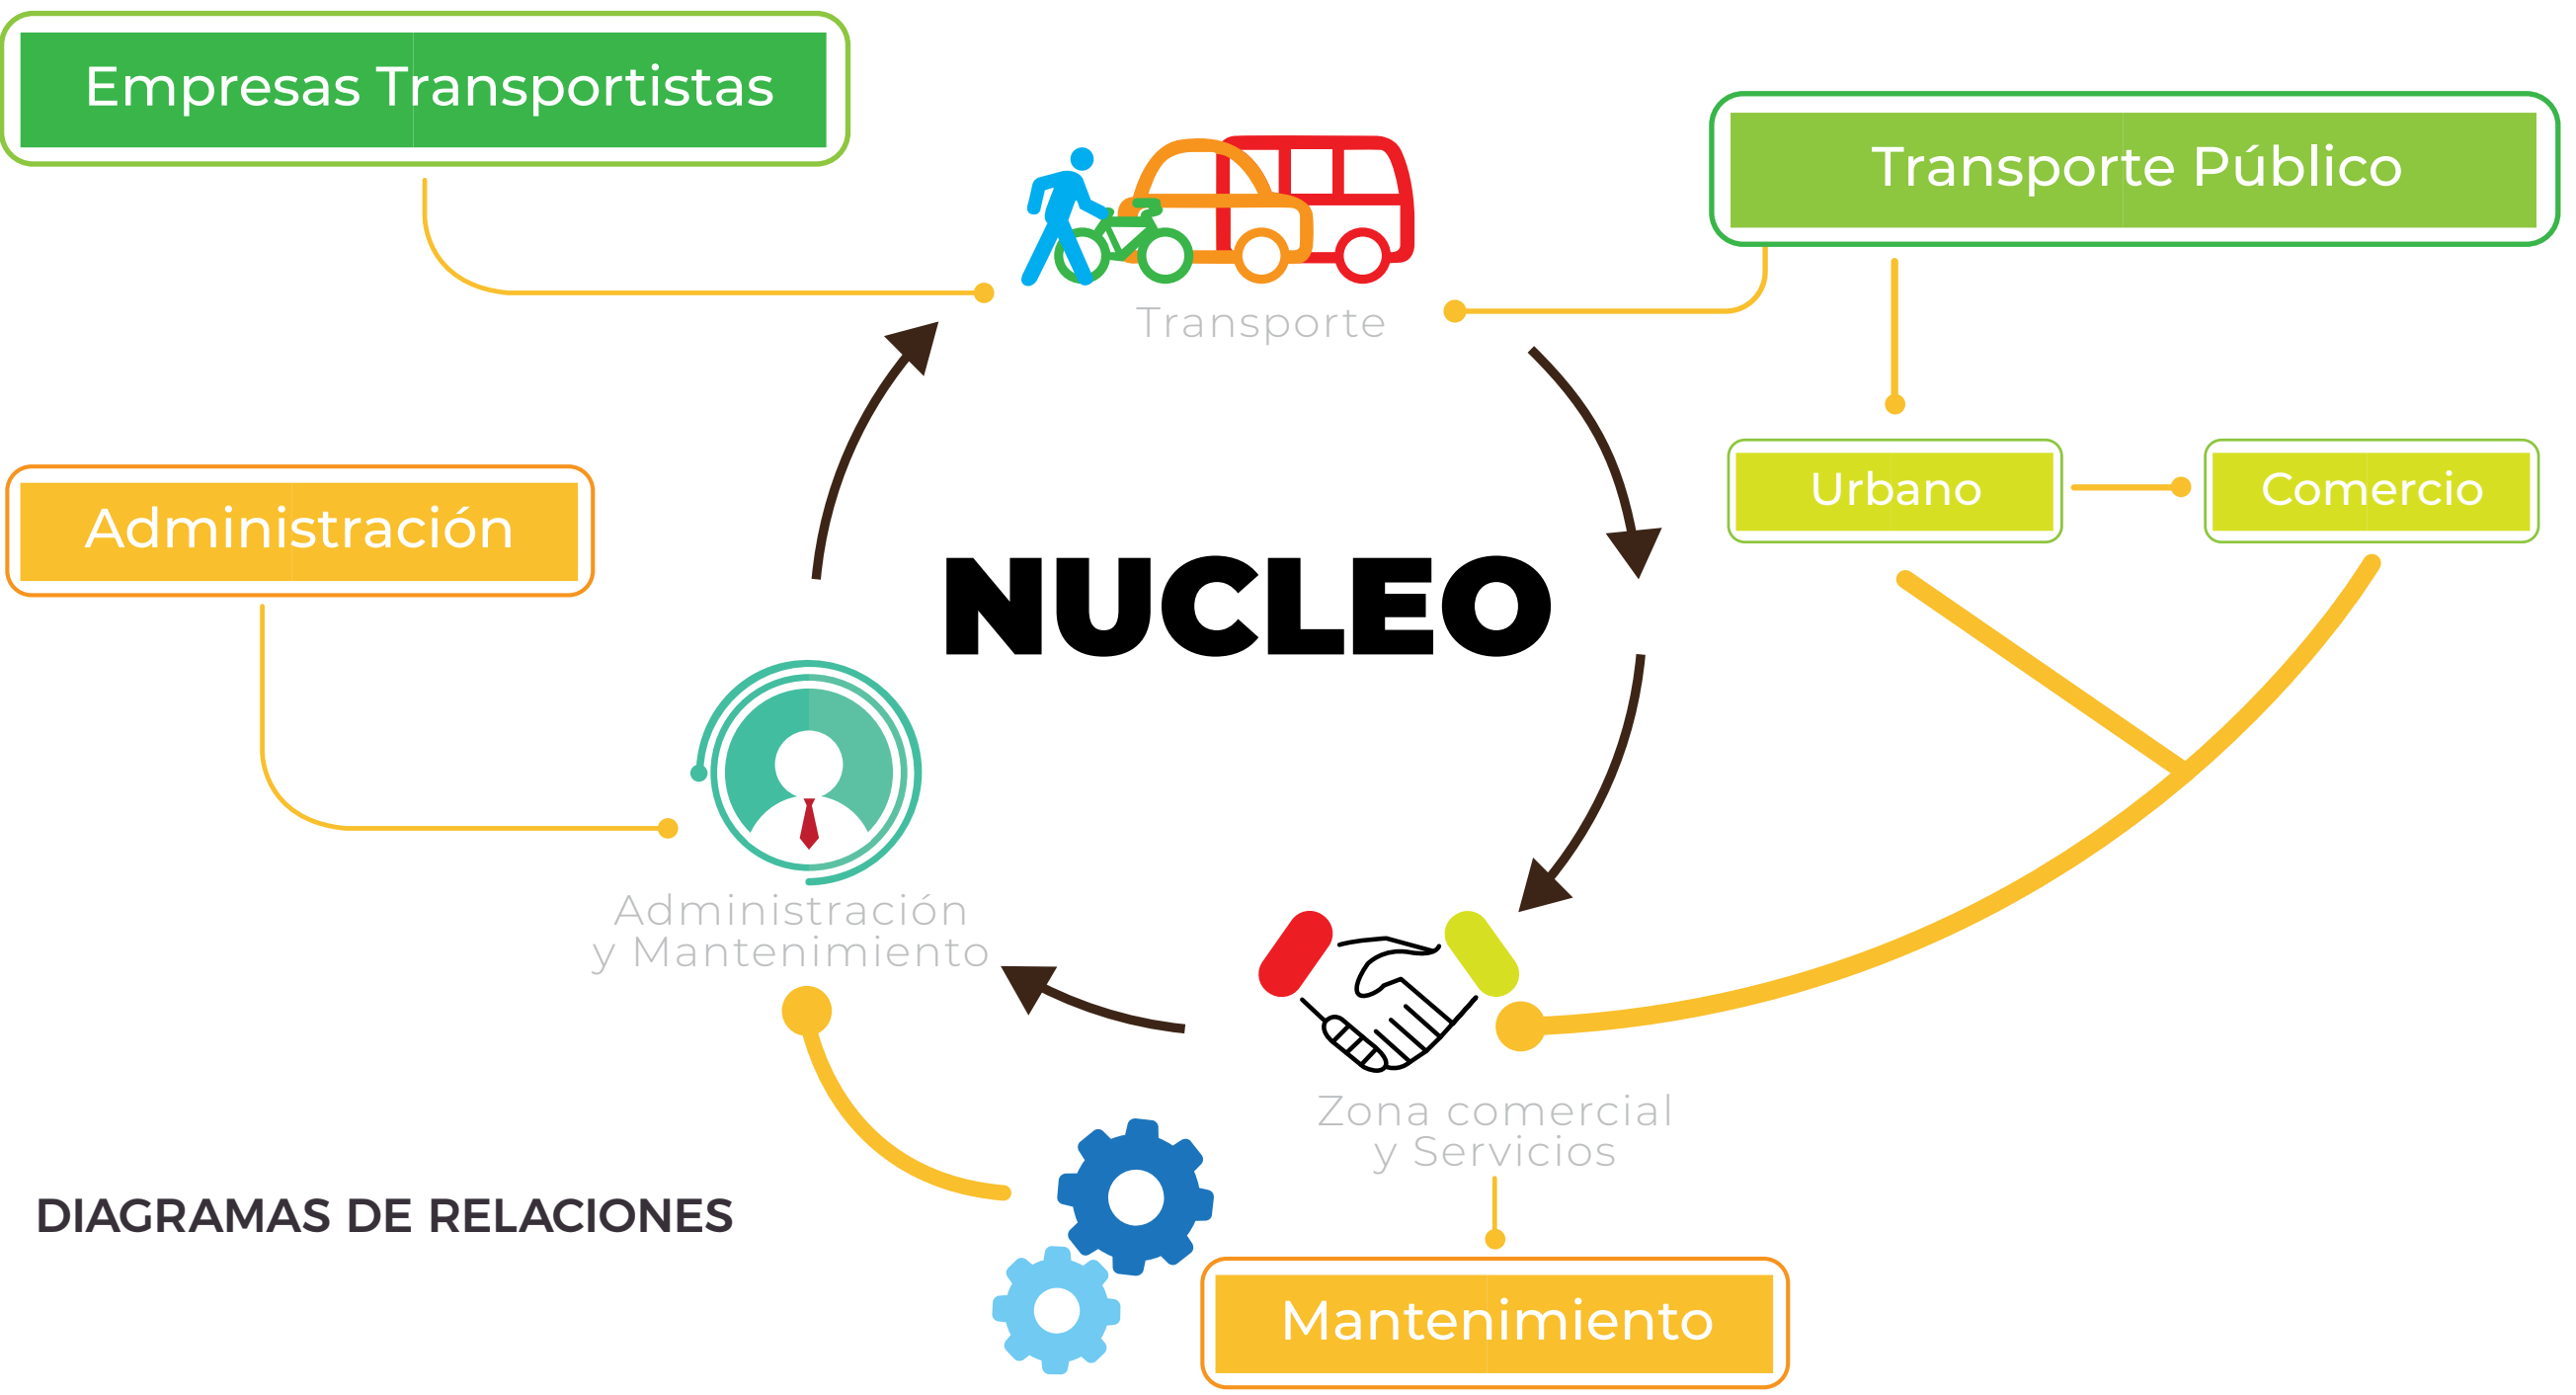 Empresas Transportistas
Transporte Público
Transporte
Urbano
Comercio
Administración
NUCLEO
Administración
y Mantenimiento
Zona comercial
y Servicios
DIAGRAMAS DE RELACIONES
Mantenimiento